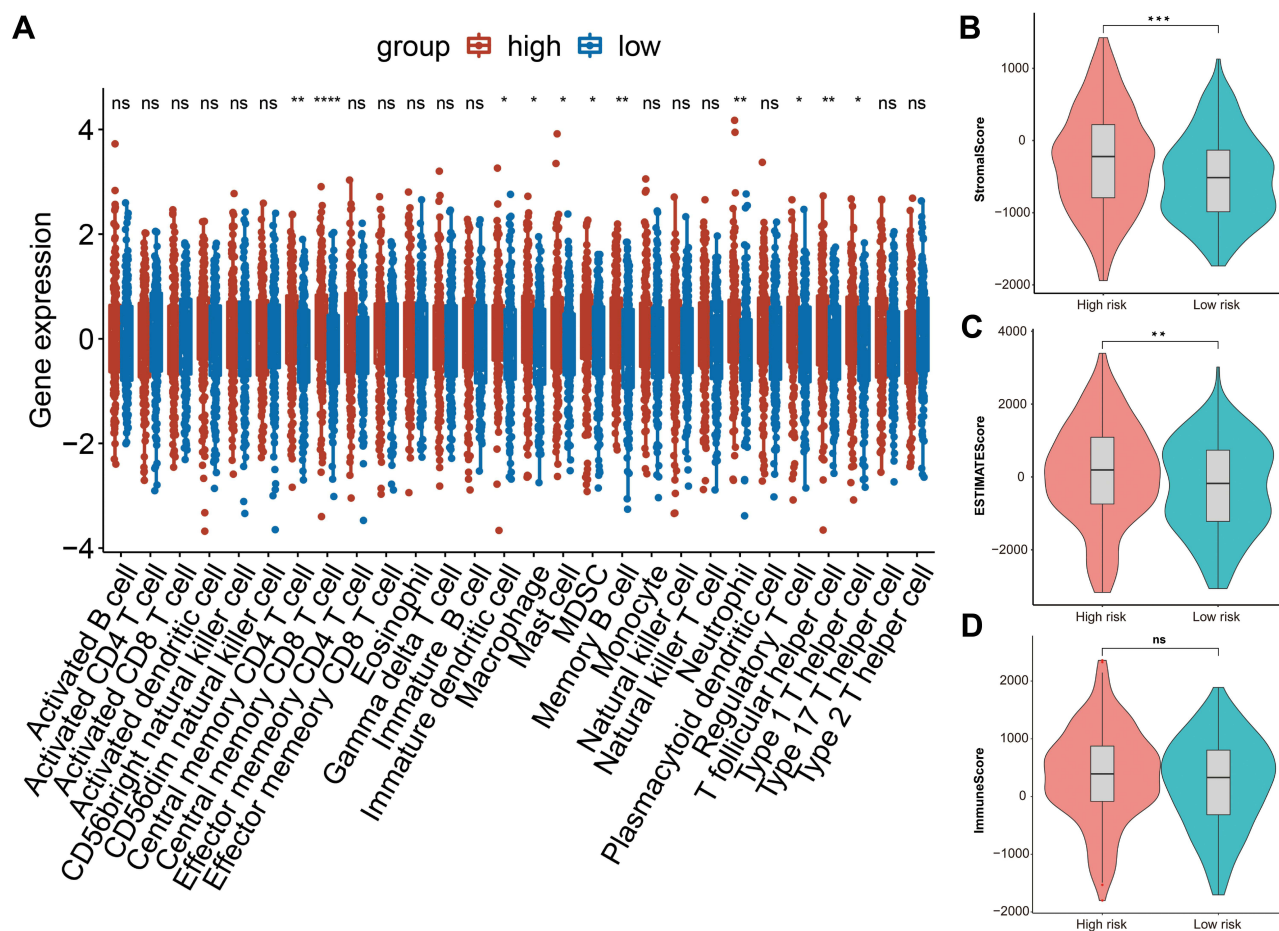 A
group high low
ns ns ns ns ns ns ** **** ns ns ns ns ns * * * * ** ns ns ns ** ns * ** * ns ns
4
2
0
−2
−4
Gene expression
Activated B cell
Activated CD4 T cell
Activated CD8 T cell
Activated dendritic cell
CD56bright natural killer cell
CD56dim natural killer cell
Central memory CD4 T cell
Central memory CD8 T cell
Effector memeory CD4 T cell
Effector memeory CD8 T cell
Eosinophil
Gamma delta T cell
Immature B cell
Immature dendritic cell
Macrophage
Mast cell
MDSC
Memory B cell
Monocyte
Natural killer cell
Natural killer T cell
Neutrophil
Plasmacytoid dendritic cell
Regulatory T cell
T follicular helper cell
Type 1 T helper cell
Type 17 T helper cell
Type 2 T helper cell
B
***
1000
0
−1000
−2000
StromalScore
High risk Low risk
C
**
4000
2000
0
−2000
ESTIMATEScore
High risk Low risk
D
ns
2000
1000
0
−1000
−2000
ImmuneScore
High risk Low risk